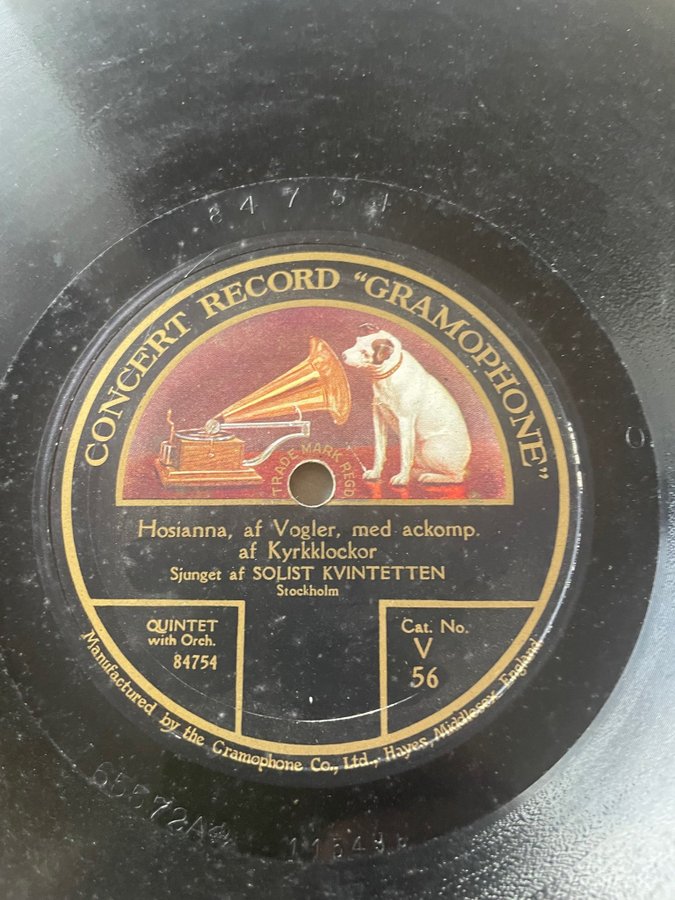 84754
CONCERT RECORD "GRAMOPHONE"
TRADE MARK REGD
Hosianna, af Vogler, med ackomp.
af Kyrkklockor
Sjunget af SOLIST KVINTETTEN
Stockholm
QUINTET
with Orch.
84754
Cat. No.
V
56
Manufactured by the Gramophone Co., Ltd., Hayes, Middlesex, England